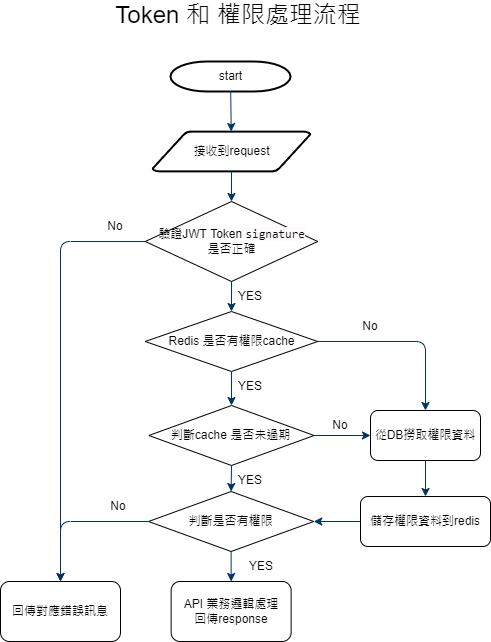 Token 和 權限處理流程
start
接收到request
驗證JWT Token signature
是否正確
No
YES
Redis 是否有權限cache
No
YES
判斷cache 是否未過期
No
從DB撈取權限資料
YES
判斷是否有權限
No
儲存權限資料到redis
YES
回傳對應錯誤訊息
API 業務邏輯處理
回傳response